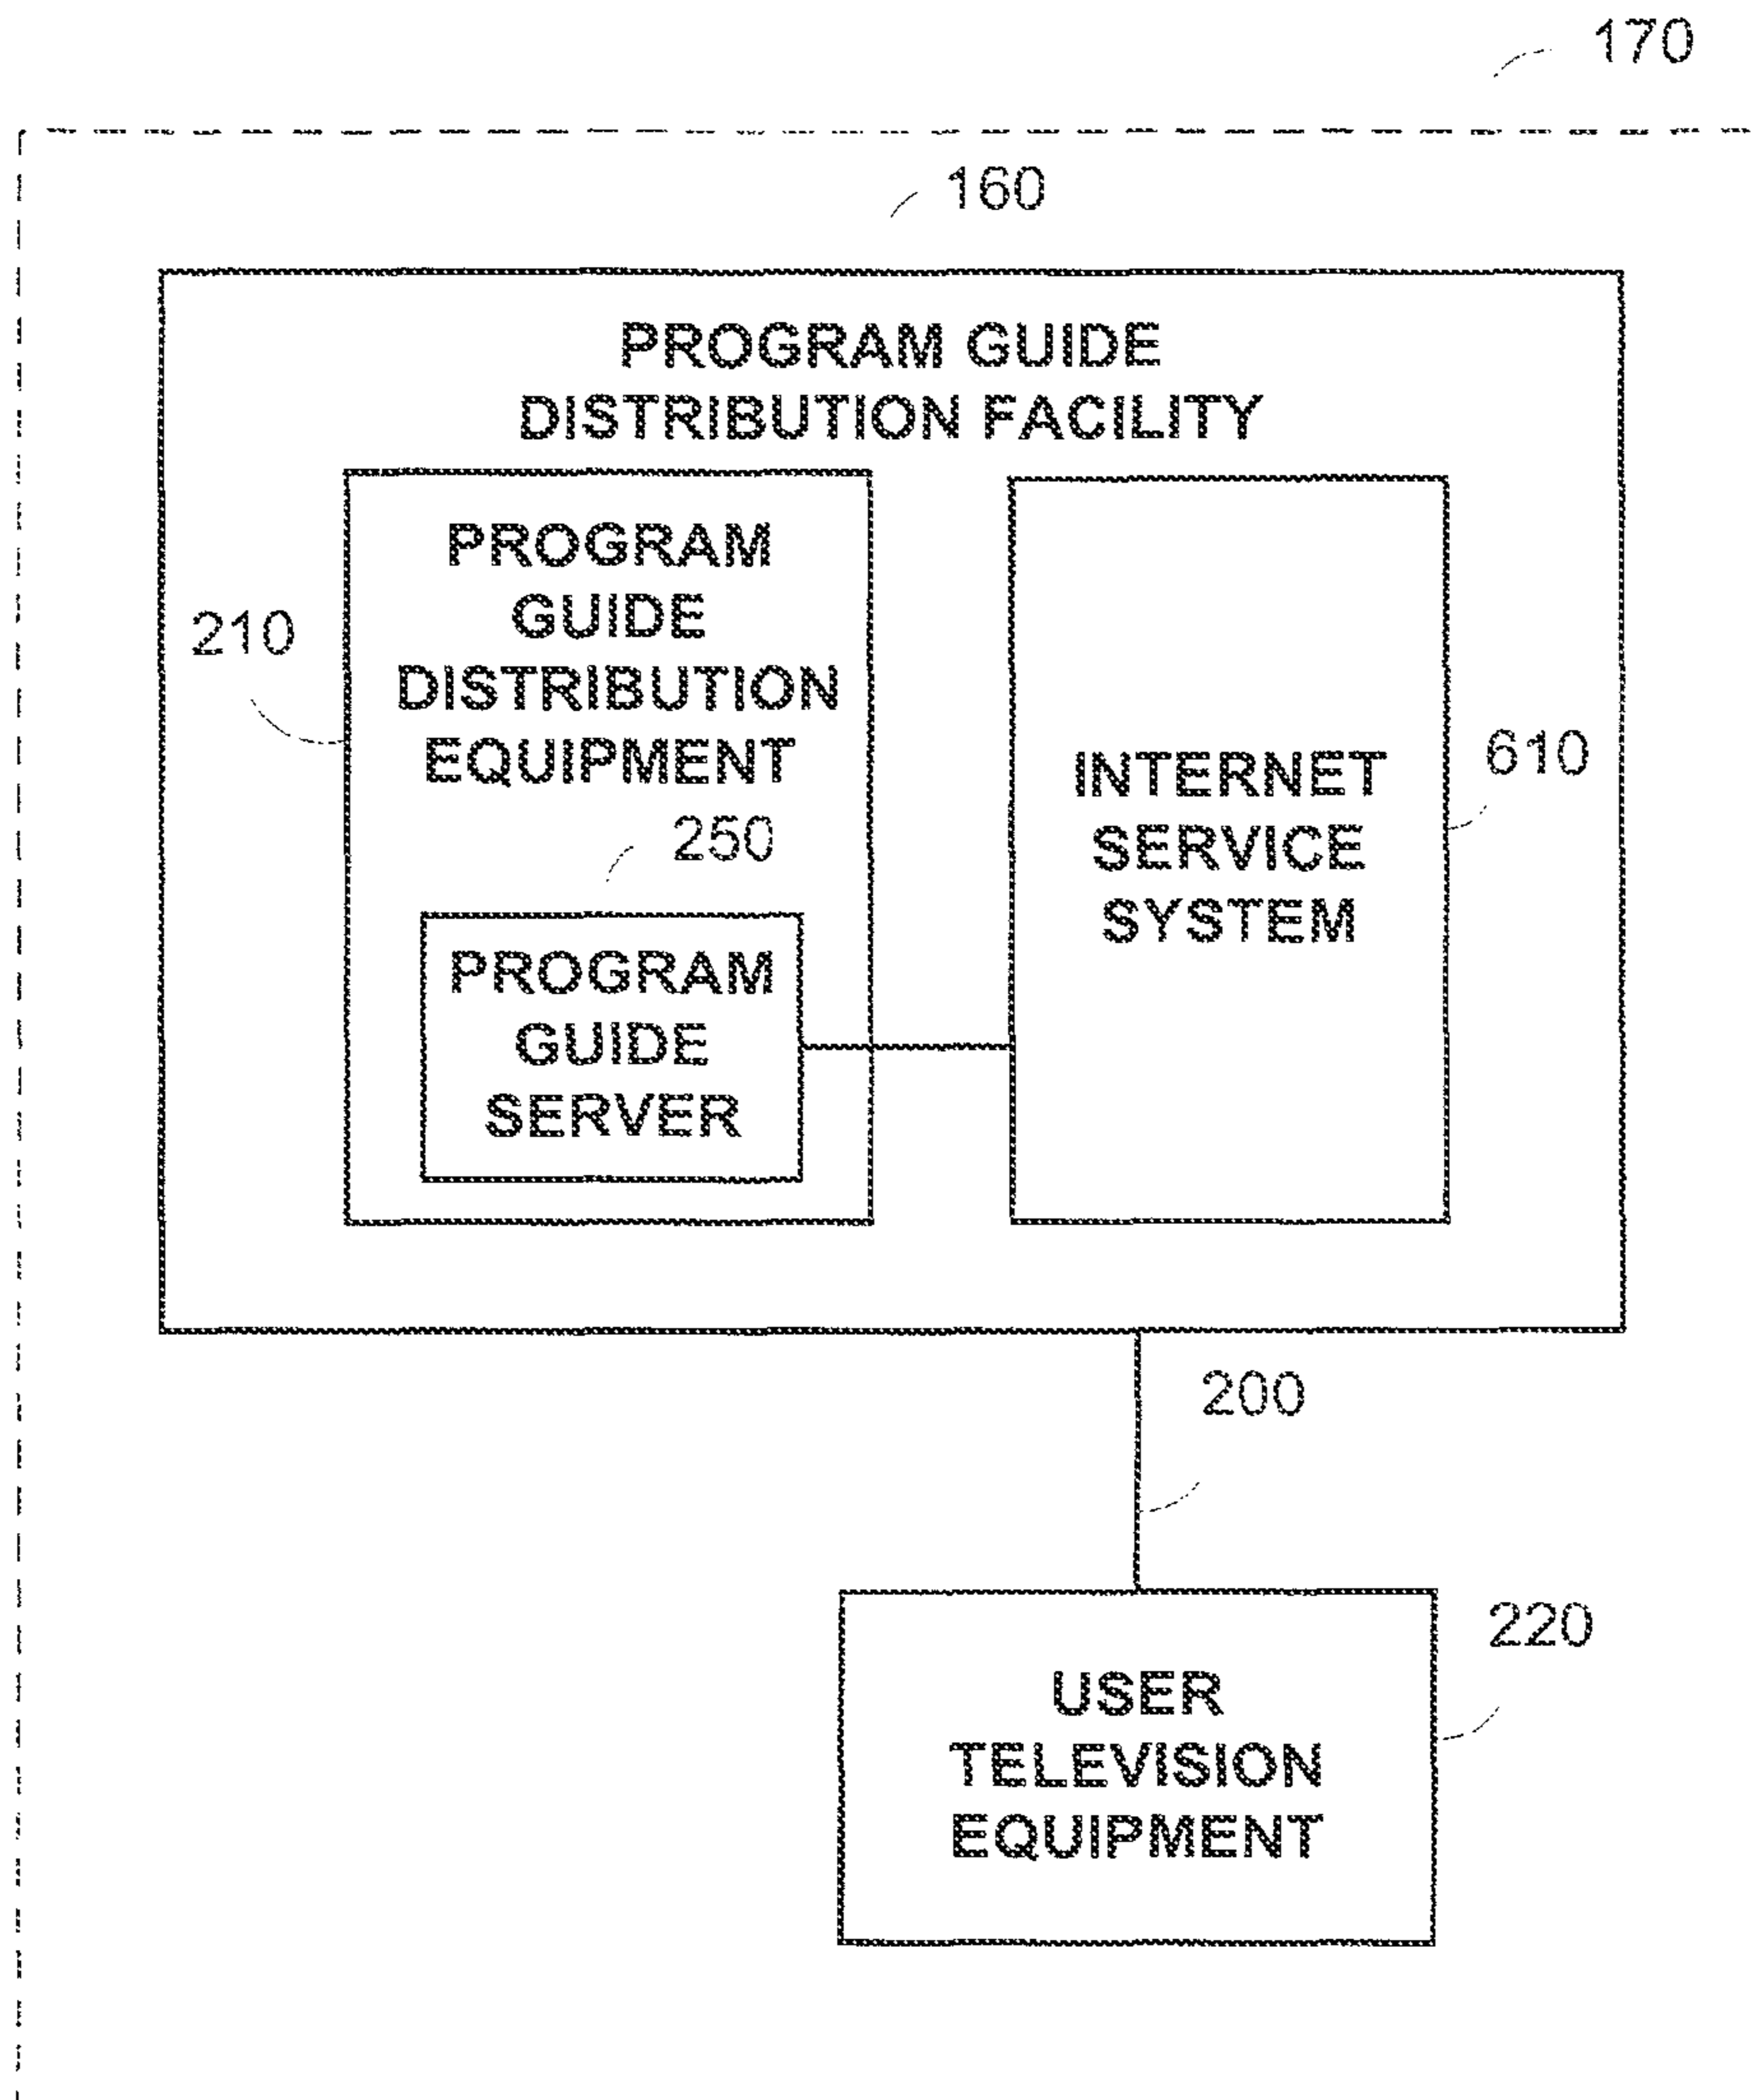 170
160
PROGRAM GUIDE
DISTRIBUTION FACILITY
PROGRAM
GUIDE
DISTRIBUTION
EQUIPMENT
210
250
PROGRAM
GUIDE
SERVER
INTERNET
SERVICE
SYSTEM
610
200
220
USER
TELEVISION
EQUIPMENT